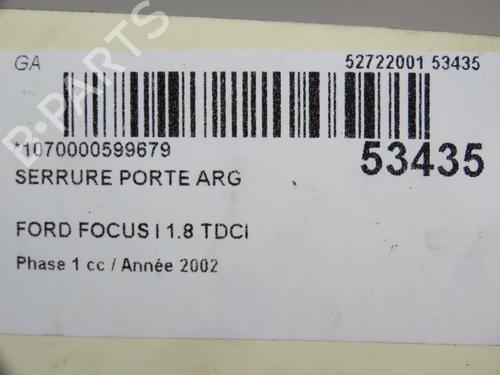 GA
52722001 53435
*1070000599679
53435
SERRURE PORTE ARG
FORD FOCUS I 1.8 TDCI
Phase 1 cc / Année 2002
B-PARTS